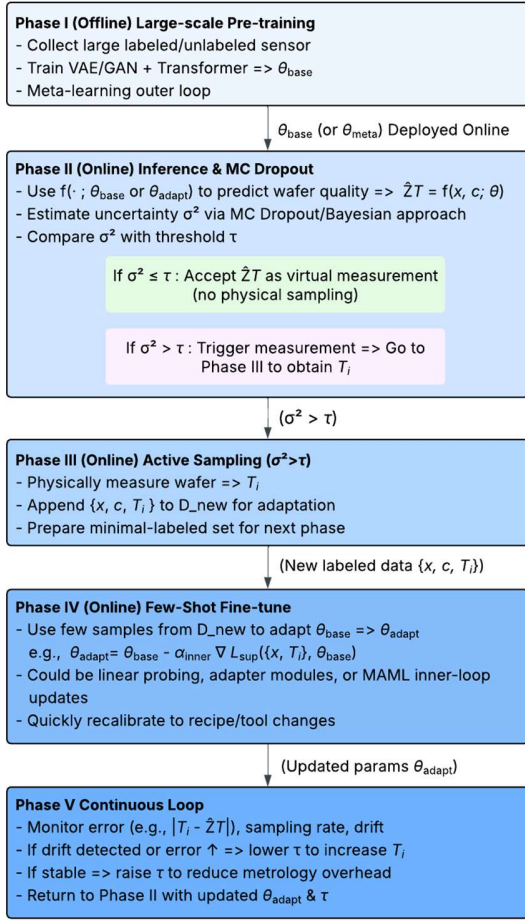 Phase I (Offline) Large-scale Pre-training
- Collect large labeled/unlabeled sensor
- Train VAE/GAN + Transformer => θbase
- Meta-learning outer loop
θbase (or θmeta) Deployed Online
Phase II (Online) Inference & MC Dropout
- Use f(· ; θbase or θadapt) to predict wafer quality => ẐT = f(x, c; θ)
- Estimate uncertainty σ² via MC Dropout/Bayesian approach
- Compare σ² with threshold τ
If σ² ≤ τ : Accept ẐT as virtual measurement
(no physical sampling)
If σ² > τ : Trigger measurement => Go to
Phase III to obtain Ti
(σ² > τ)
Phase III (Online) Active Sampling (σ²>τ)
- Physically measure wafer => Ti
- Append {x, c, Ti } to D_new for adaptation
- Prepare minimal-labeled set for next phase
(New labeled data {x, c, Ti})
Phase IV (Online) Few-Shot Fine-tune
- Use few samples from D_new to adapt θbase => θadapt
e.g., θadapt= θbase - αinner ∇ Lsup({x, Ti}, θbase)
- Could be linear probing, adapter modules, or MAML inner-loop
updates
- Quickly recalibrate to recipe/tool changes
(Updated params θadapt)
Phase V Continuous Loop
- Monitor error (e.g., |Ti - ẐT|), sampling rate, drift
- If drift detected or error ↑ => lower τ to increase Ti
- If stable => raise τ to reduce metrology overhead
- Return to Phase II with updated θadapt & τ